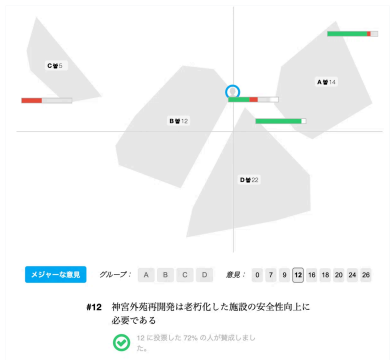 C 6
A 14
B 12
D 22
メジャーな意見 グループ: A B C D 意見: 0 7 9 12 16 18 20 24 26
#12 神宮外苑再開発は老朽化した施設の安全性向上に
必要である
12 に投票した 72% の人が賛成しまし
た。